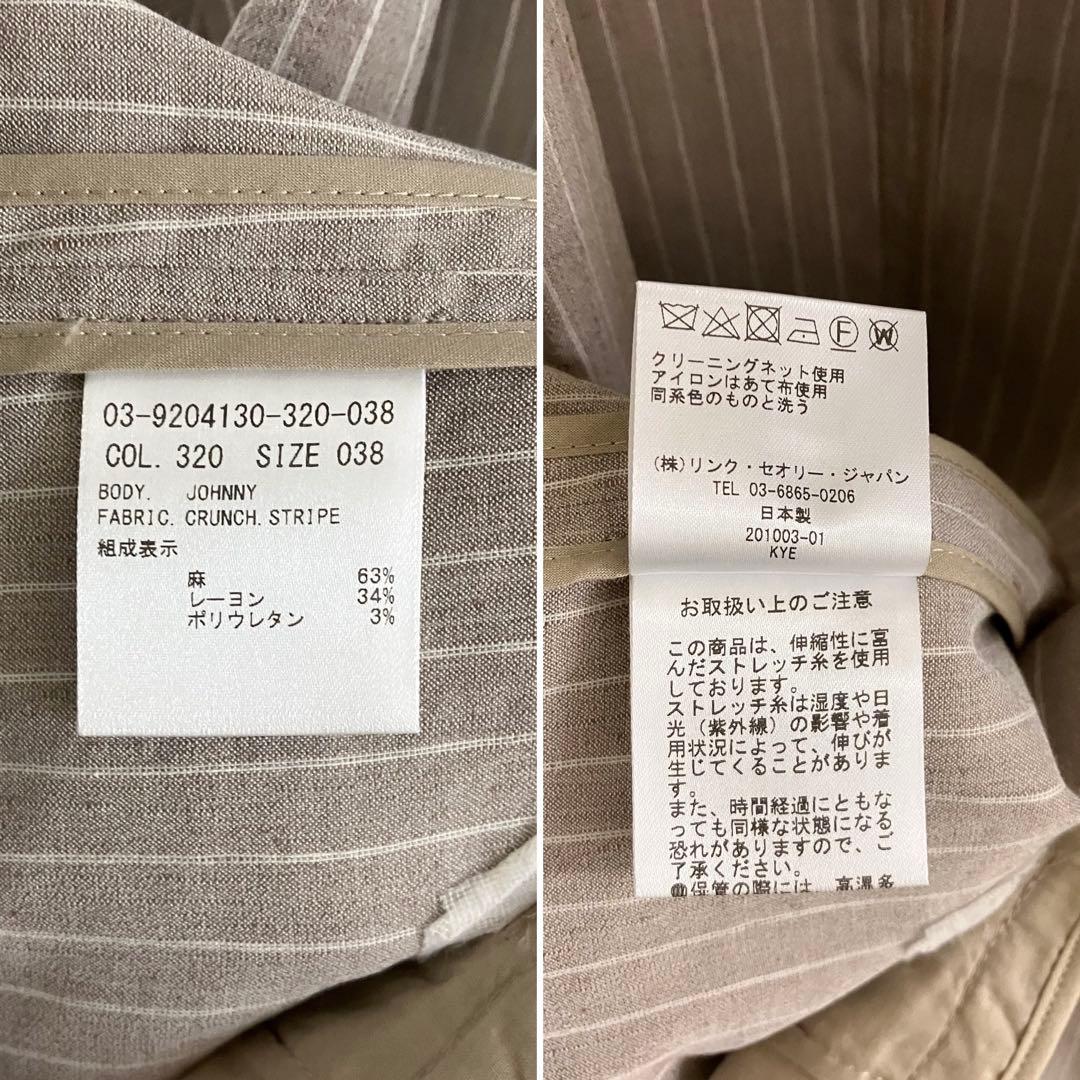 03-9204130-320-038
COL. 320 SIZE 038
BODY. JOHNNY
FABRIC. CRUNCH. STRIPE
組成表示
麻 63%
レーヨン 34%
ポリウレタン 3%
F
W
クリーニングネット使用
アイロンはあて布使用
同系色のものと洗う
(株)リンク・セオリー・ジャパン
TEL 03-6865-0206
日本製
201003-01
KYE
お取扱い上のご注意
この商品は、伸縮性に富
んだストレッチ糸を使用
しております。
ストレッチ糸は湿度や日
光(紫外線)の影響や着
用状況によって、伸びが
生じてくることがありま
す。
また、時間経過にともな
っても同様な状態になる
恐れがありますので、ご
了承ください。
保管の際には、高湿多